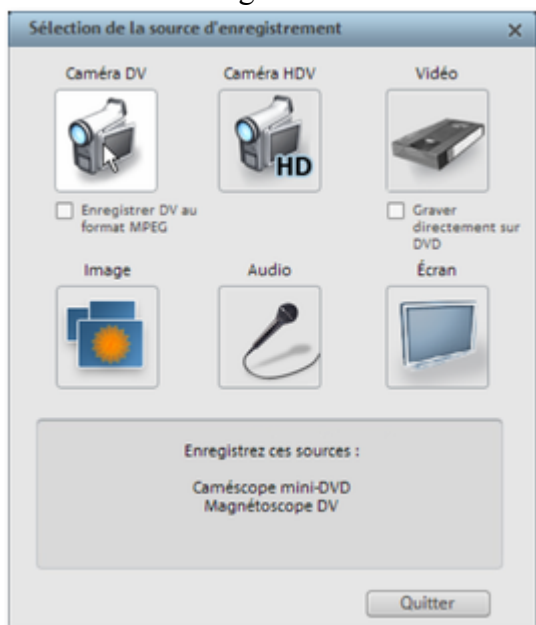 Sélection de la source d'enregistrement
Caméra DV Caméra HDV Vidéo
HD
Enregistrer DV au
format MPEG
Graver
directement sur
DVD
Image Audio Écran
Enregistrez ces sources :
Caméscope mini-DVD
Magnétoscope DV
Quitter